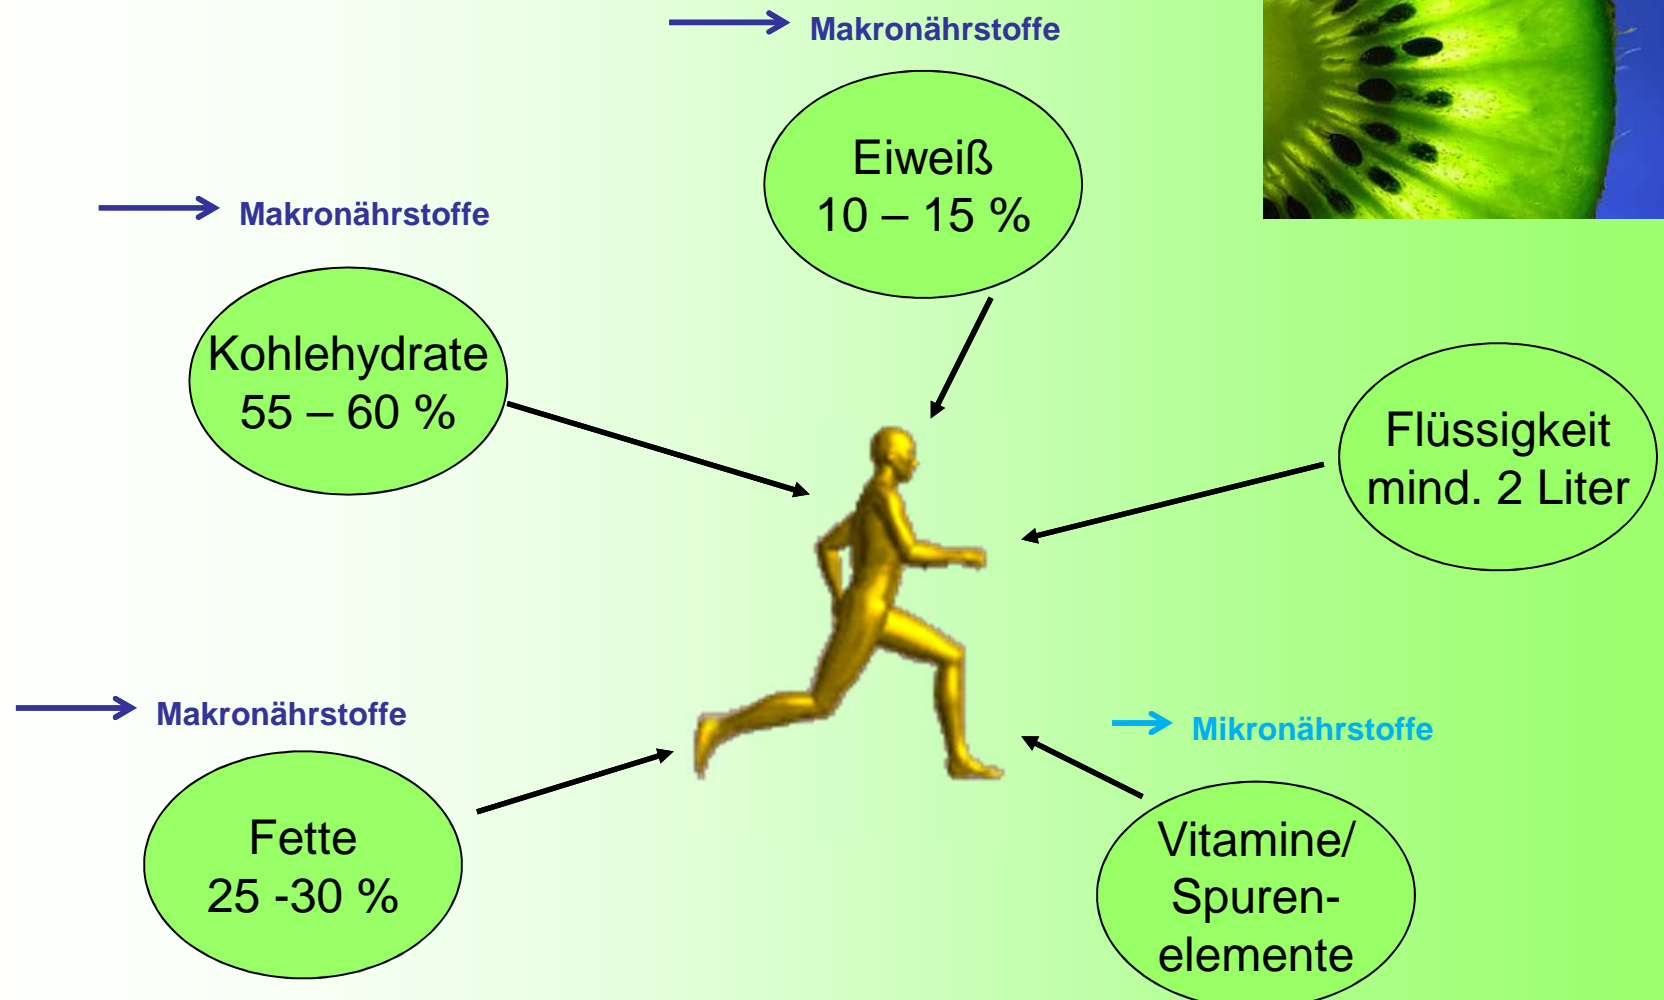 Makronährstoffe
Eiweiß
10 – 15 %
Makronährstoffe
Kohlehydrate
55 – 60 %
Flüssigkeit
mind. 2 Liter
Makronährstoffe
Fette
25 -30 %
Mikronährstoffe
Vitamine/
Spuren-
elemente